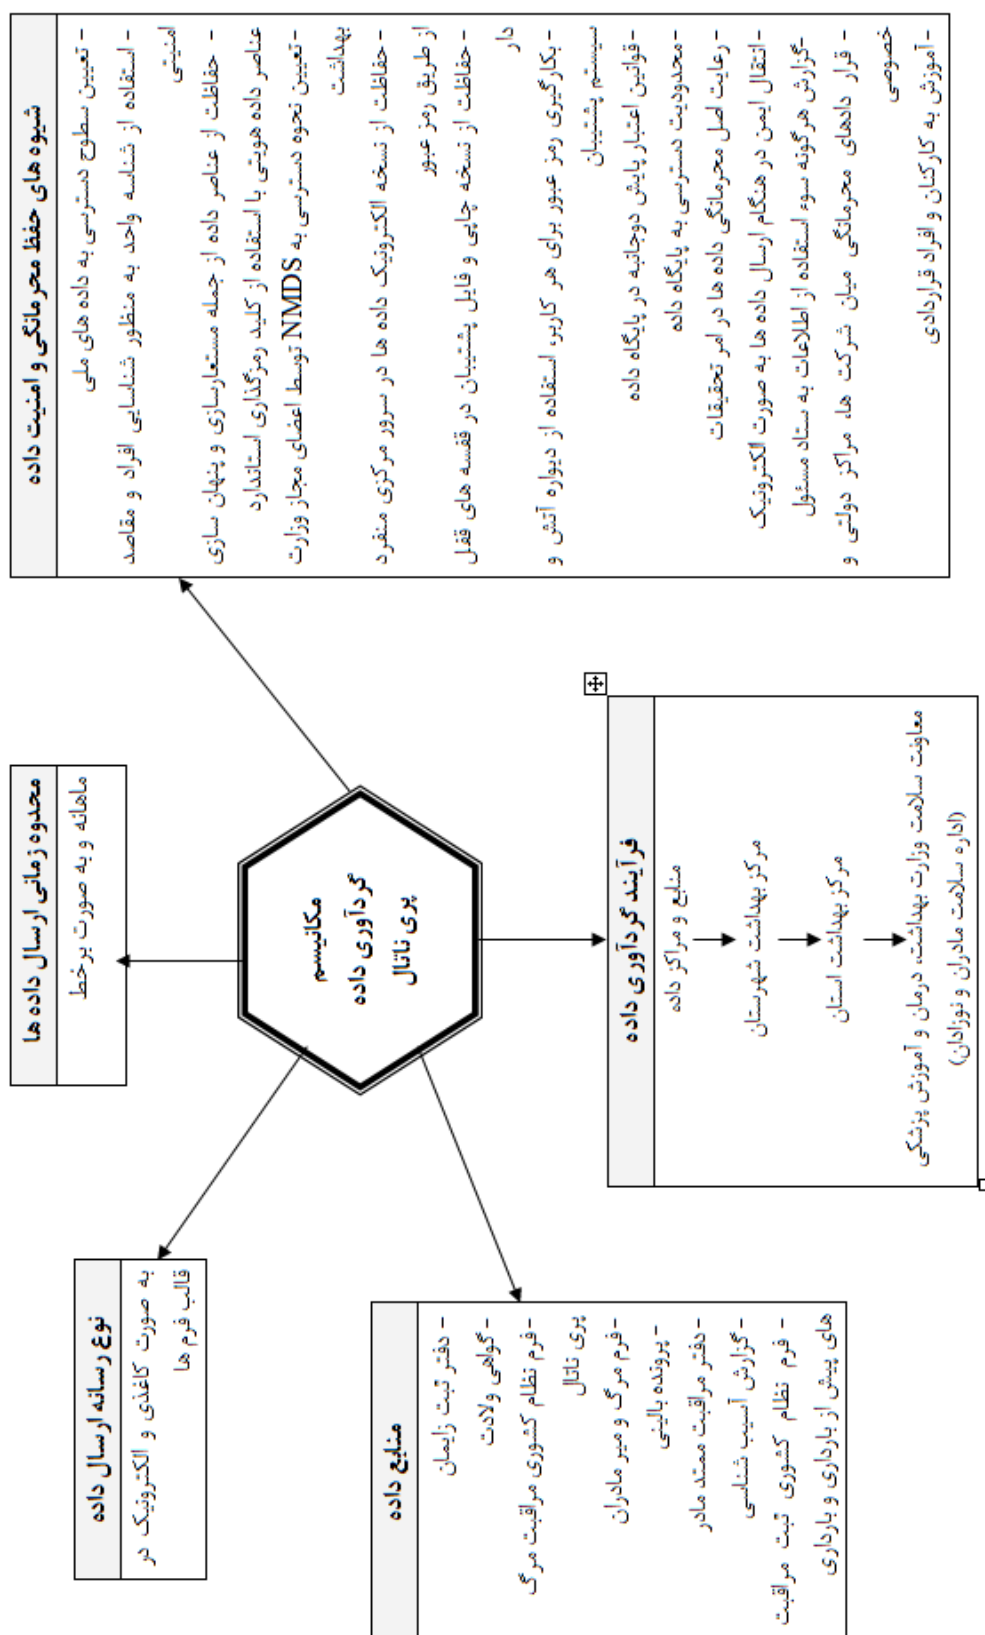 شیوه های حفظ محرمانگی و امنیت داده
- تعیین سطوح دسترسی به داده های ملی
- استفاده از شناسه واحد به منظور شناسایی افراد و مقاصد
امنیتی
- حفاظت از عناصر داده از جمله مستعارسازی و پنهان سازی
عناصر داده هویتی با استفاده از کلید رمزگذاری استاندارد
-تعیین نحوه دسترسی به NMDS توسط اعضای مجاز وزارت
بهداشت
-حفاظت از نسخه الکترونیک داده ها در سرور مرکزی منفرد
از طریق رمز عبور
-حفاظت از نسخه چاپی و فایل پشتیبان در قفسه های قفل
دار
-بکارگیری رمز عبور برای هر کاربر، استفاده از دیواره آتش و
سیستم پشتیبان
-قوانین اعتبار پایش دوجانبه در پایگاه داده
-محدودیت دسترسی به پایگاه داده
-رعایت اصل محرمانگی داده ها در امر تحقیقات
-انتقال ایمن در هنگام ارسال داده ها به صورت الکترونیک
-گزارش هرگونه سوء استفاده از اطلاعات به ستاد مسئول
- قرار دادهای محرمانگی میان شرکت ها، مراکز دولتی و
خصوصی
-آموزش به کارکنان و افراد قراردادی
محدوده زمانی ارسال داده ها
ماهانه و به صورت برخط
مکانیسم
گردآوری داده
پری ناتال
فرآیند گردآوری داده
منابع و مراکز داده
مرکز بهداشت شهرستان
مرکز بهداشت استان
معاونت سلامت وزارت بهداشت، درمان و آموزش پزشکی
(اداره سلامت مادران و نوزادان)
نوع رسانه ارسال داده
به صورت کاغذی و الکترونیک در
قالب فرم ها
منابع داده
- دفتر ثبت زایمان
-گواهی ولادت
-فرم نظام کشوری مراقبت مرگ
پری ناتال
-فرم مرگ و میر مادران
-پرونده بالینی
-دفتر مراقبت ممتد مادر
-گزارش آسیب شناسی
- فرم نظام کشوری ثبت مراقبت
های پیش از بارداری و بارداری